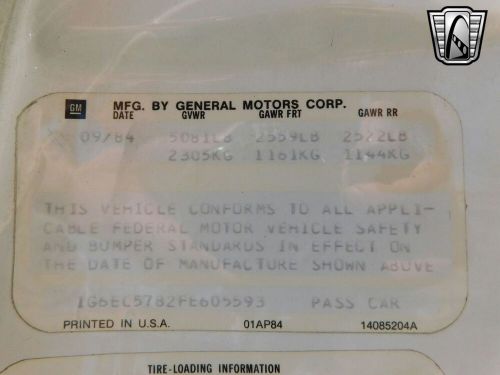 GM
MFG. BY GENERAL MOTORS CORP.
DATE GVWR GAWR FRT GAWR RR
09/84 5081LB 2559LB 2522LB
2305KG 1161KG 1144KG
THIS VEHICLE CONFORMS TO ALL APPLI-
CABLE FEDERAL MOTOR VEHICLE SAFETY
AND BUMPER STANDARDS IN EFFECT ON
THE DATE OF MANUFACTURE SHOWN ABOVE
1G6EC5782FE605593 PASS CAR
PRINTED IN U.S.A. 01AP84 14085204A
TIRE-LOADING INFORMATION